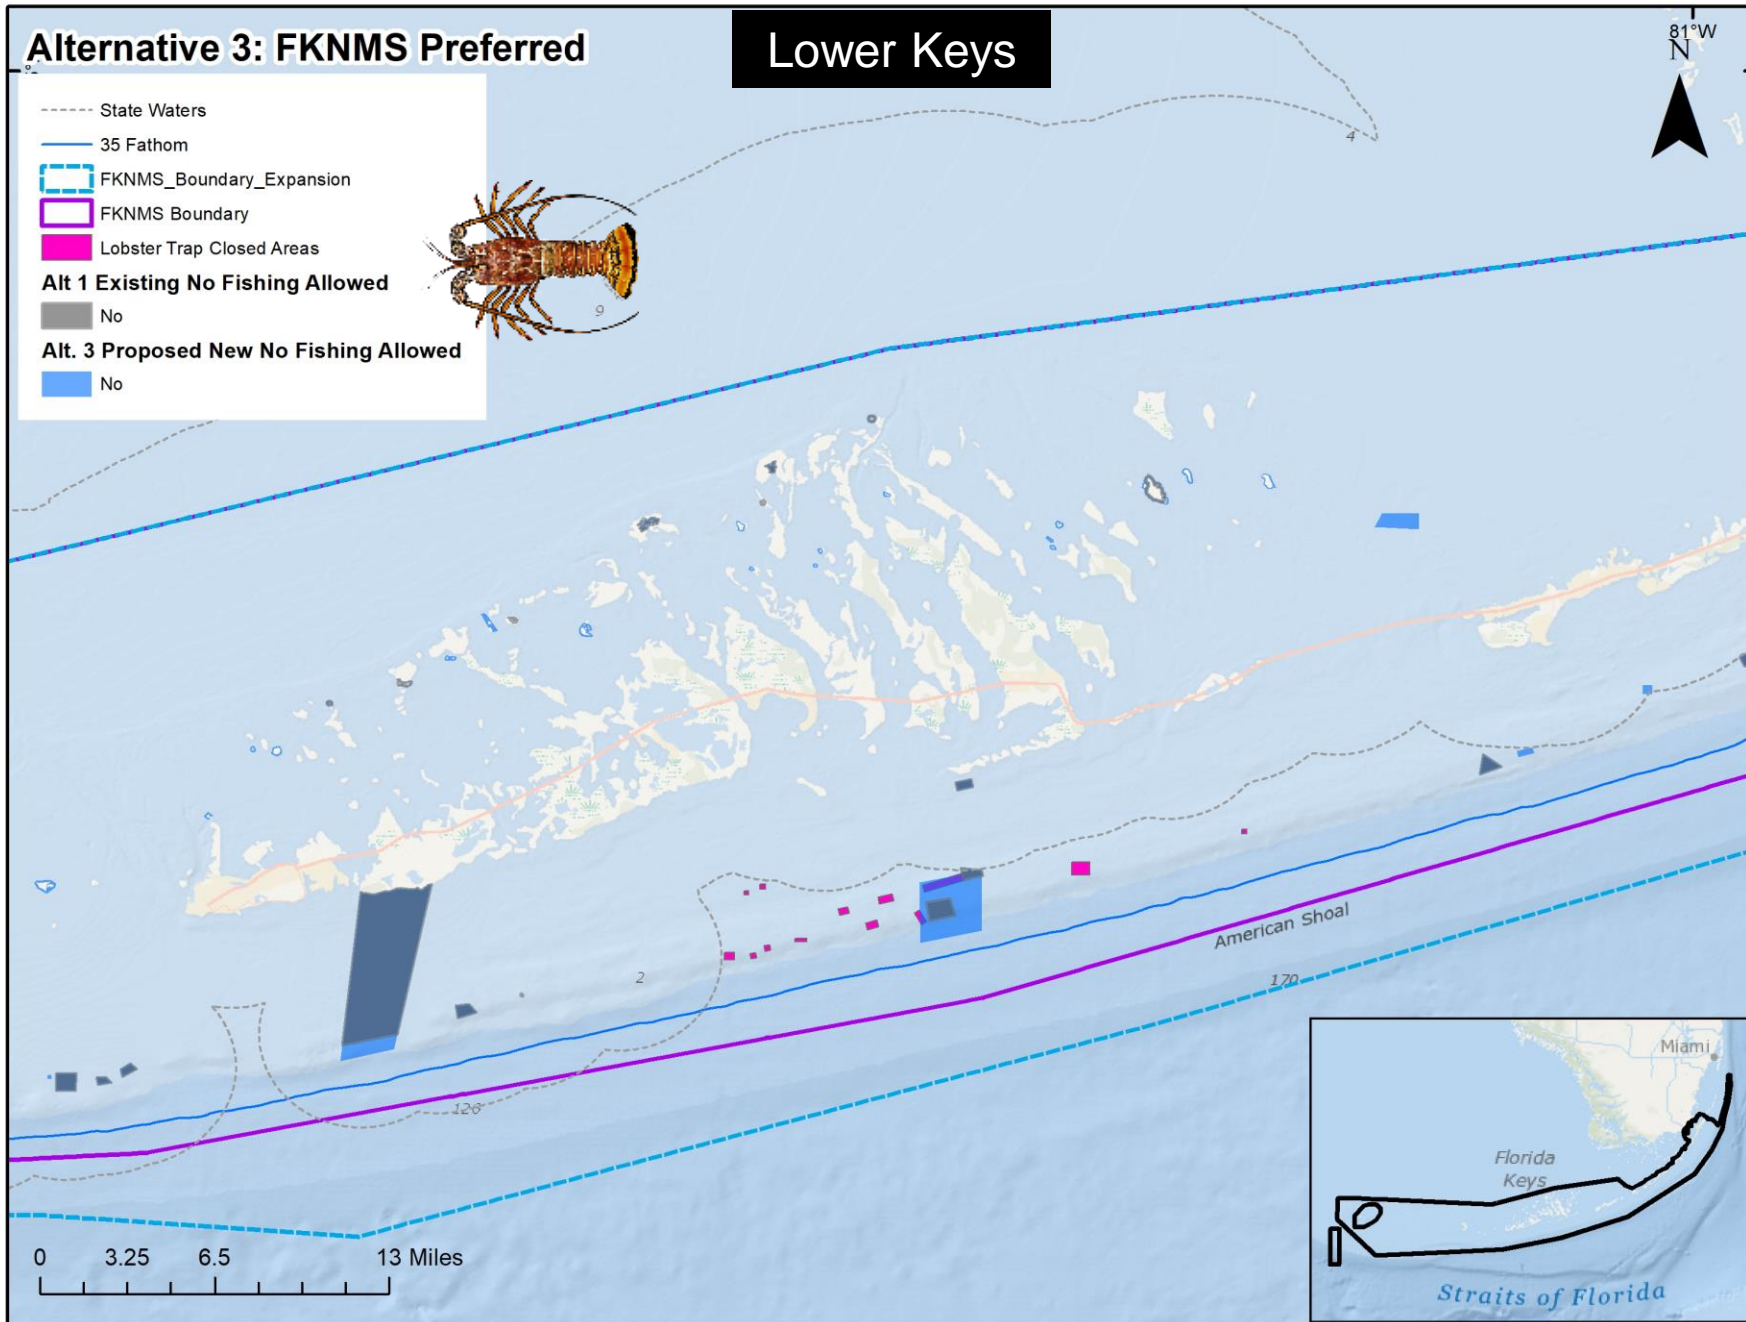 Alternative 3: FKNMS Preferred
Lower Keys
81°W
N
State Waters
35 Fathom
FKNMS_Boundary_Expansion
FKNMS Boundary
Lobster Trap Closed Areas
Alt 1 Existing No Fishing Allowed
No
Alt. 3 Proposed New No Fishing Allowed
No
4
9
2
American Shoal
170
126
Miami
Florida
Keys
Straits of Florida
0 3.25 6.5 13 Miles